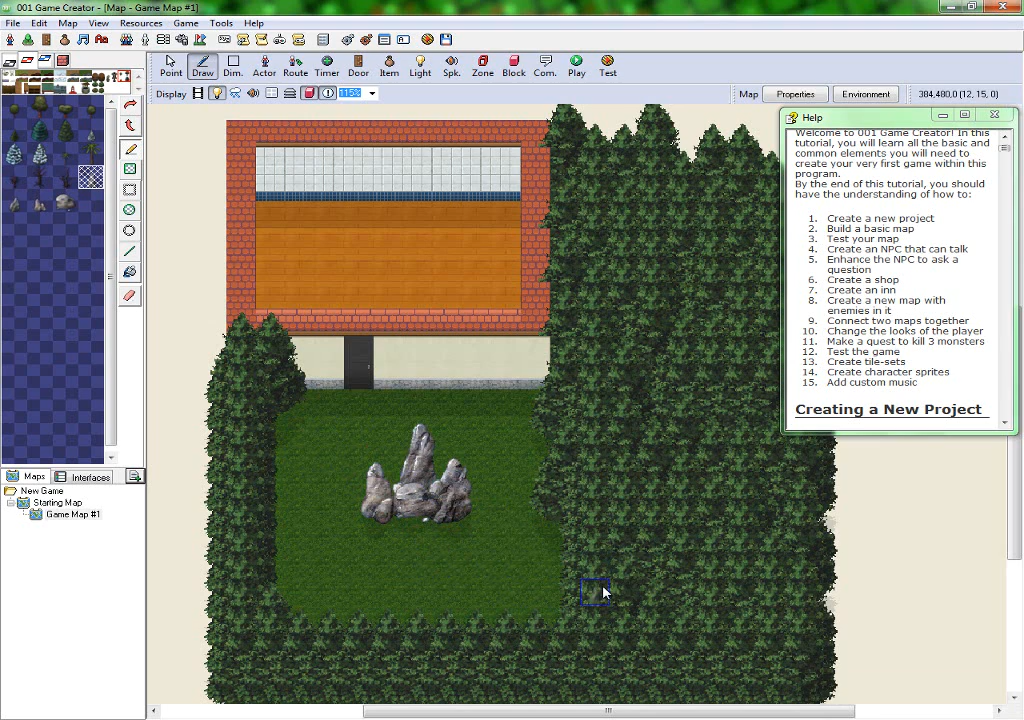 001 Game Creator - [Map - Game Map #1]
File Edit Map View Resources Game Tools Help
Point Draw Dim. Actor Route Timer Door Item Light Spk. Zone Block Com. Play Test
Display 115% Map Properties Environment 384,480,0 (12, 15, 0)
Help
Welcome to 001 Game Creator! In this
tutorial, you will learn all the basic and
common elements you will need to
create your very first game within this
program.
By the end of this tutorial, you should
have the understanding of how to:
1. Create a new project
2. Build a basic map
3. Test your map
4. Create an NPC that can talk
5. Enhance the NPC to ask a
question
6. Create a shop
7. Create an inn
8. Create a new map with
enemies in it
9. Connect two maps together
10. Change the looks of the player
11. Make a quest to kill 3 monsters
12. Test the game
13. Create tile-sets
14. Create character sprites
15. Add custom music
Creating a New Project
Maps Interfaces
New Game
Starting Map
Game Map #1